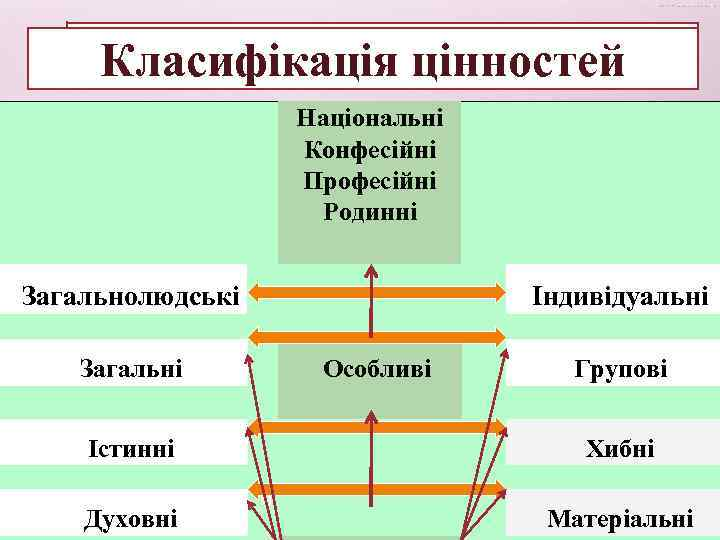 Класифікація цінностей
Національні
Конфесійні
Професійні
Родинні
Загальнолюдські
Індивідуальні
Загальні
Особливі
Групові
Істинні
Хибні
Духовні
Матеріальні